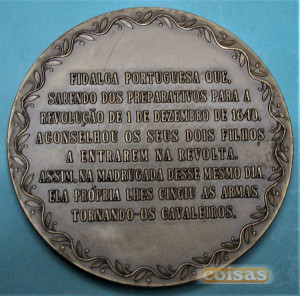 FIDALGA PORTUGUESA QUE,
SABENDO DOS PREPARATIVOS PARA A
REVOLUÇÃO DE 1 DE DEZEMBRO DE 1640,
ACONSELHOU OS SEUS DOIS FILHOS
A ENTRAREM NA REVOLTA.
ASSIM, NA MADRUGADA DESSE MESMO DIA,
ELA PRÓPRIA LHES CINGIU AS ARMAS,
TORNANDO-OS CAVALEIROS.
coisas